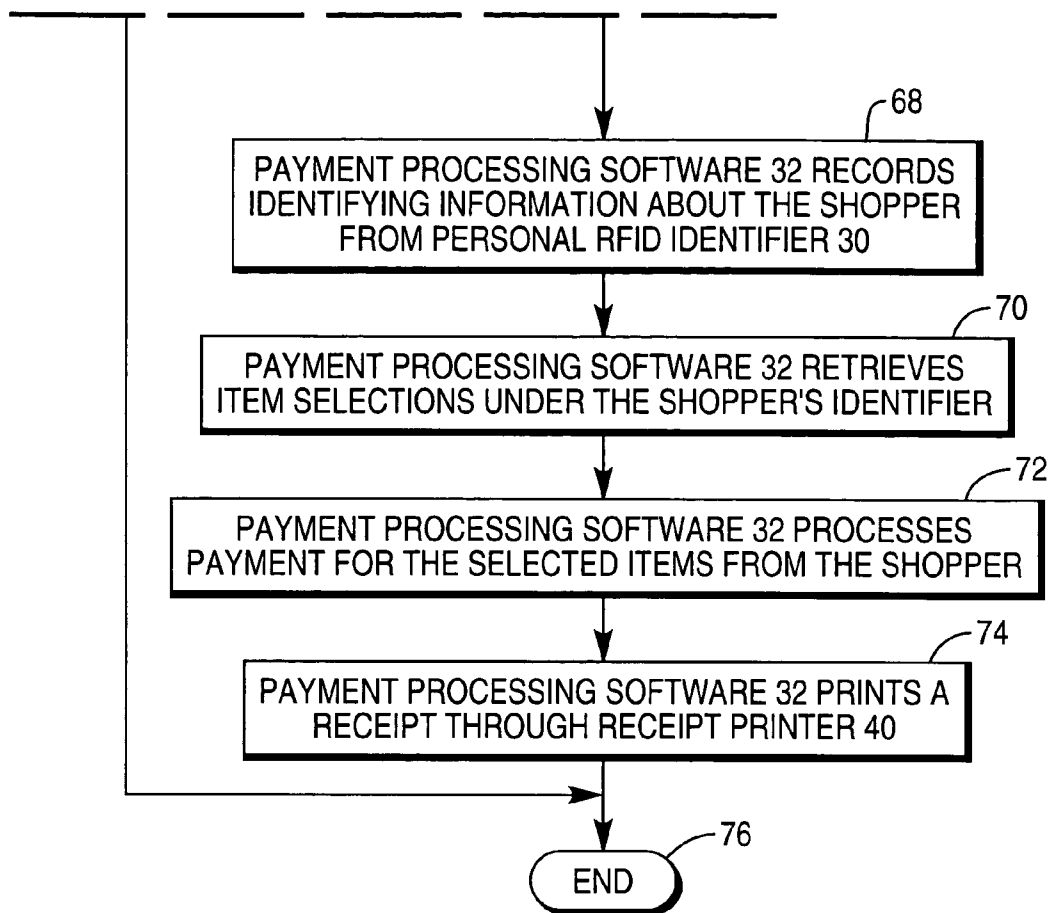 68
PAYMENT PROCESSING SOFTWARE 32 RECORDS
IDENTIFYING INFORMATION ABOUT THE SHOPPER
FROM PERSONAL RFID IDENTIFIER 30
70
PAYMENT PROCESSING SOFTWARE 32 RETRIEVES
ITEM SELECTIONS UNDER THE SHOPPER'S IDENTIFIER
72
PAYMENT PROCESSING SOFTWARE 32 PROCESSES
PAYMENT FOR THE SELECTED ITEMS FROM THE SHOPPER
74
PAYMENT PROCESSING SOFTWARE 32 PRINTS A
RECEIPT THROUGH RECEIPT PRINTER 40
76
END